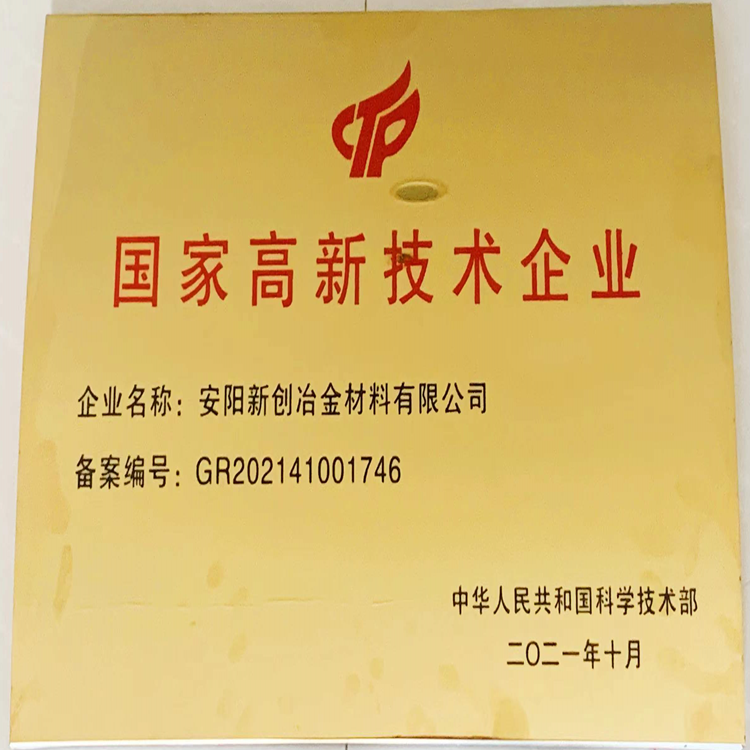 CTP
国家高新技术企业
企业名称：安阳新创冶金材料有限公司
备案编号：GR202141001746
中华人民共和国科学技术部
二〇二一年十月